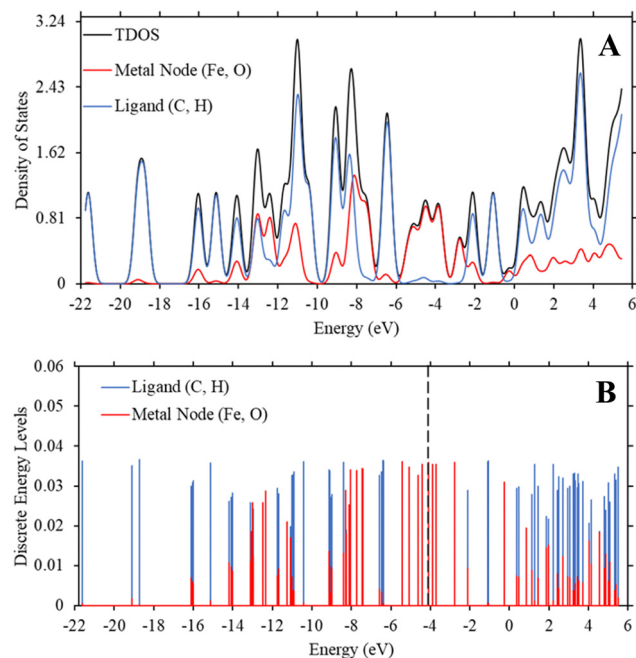 3.24
2.43
1.62
0.81
0
Density of States
TDOS
Metal Node (Fe, O)
Ligand (C, H)
A
-22 -20 -18 -16 -14 -12 -10 -8 -6 -4 -2 0 2 4 6
Energy (eV)
0.06
0.05
0.04
0.03
0.02
0.01
0
Discrete Energy Levels
Ligand (C, H)
Metal Node (Fe, O)
B
-22 -20 -18 -16 -14 -12 -10 -8 -6 -4 -2 0 2 4 6
Energy (eV)